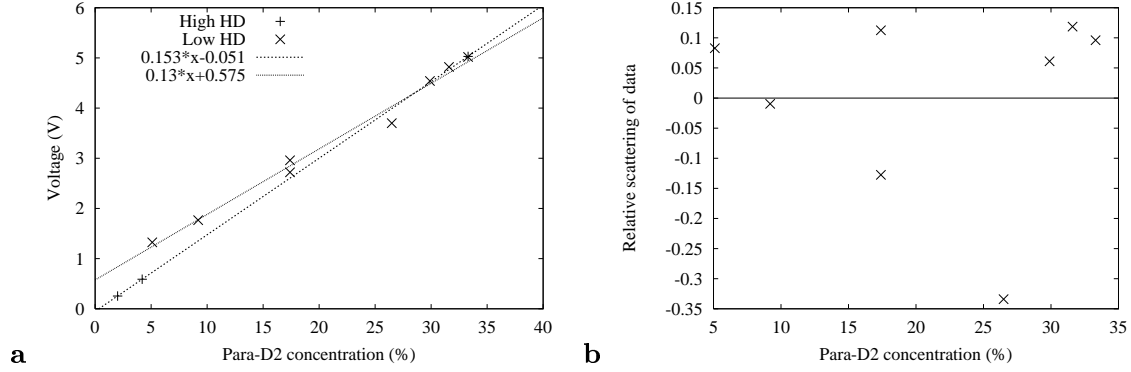 High HD
Low HD
0.153*x-0.051
0.13*x+0.575
Voltage (V)
6
5
4
3
2
1
0
0 5 10 15 20 25 30 35 40
Para-D2 concentration (%)
a
Relative scattering of data
0.15
0.1
0.05
0
-0.05
-0.1
-0.15
-0.2
-0.25
-0.3
-0.35
5 10 15 20 25 30 35
Para-D2 concentration (%)
b